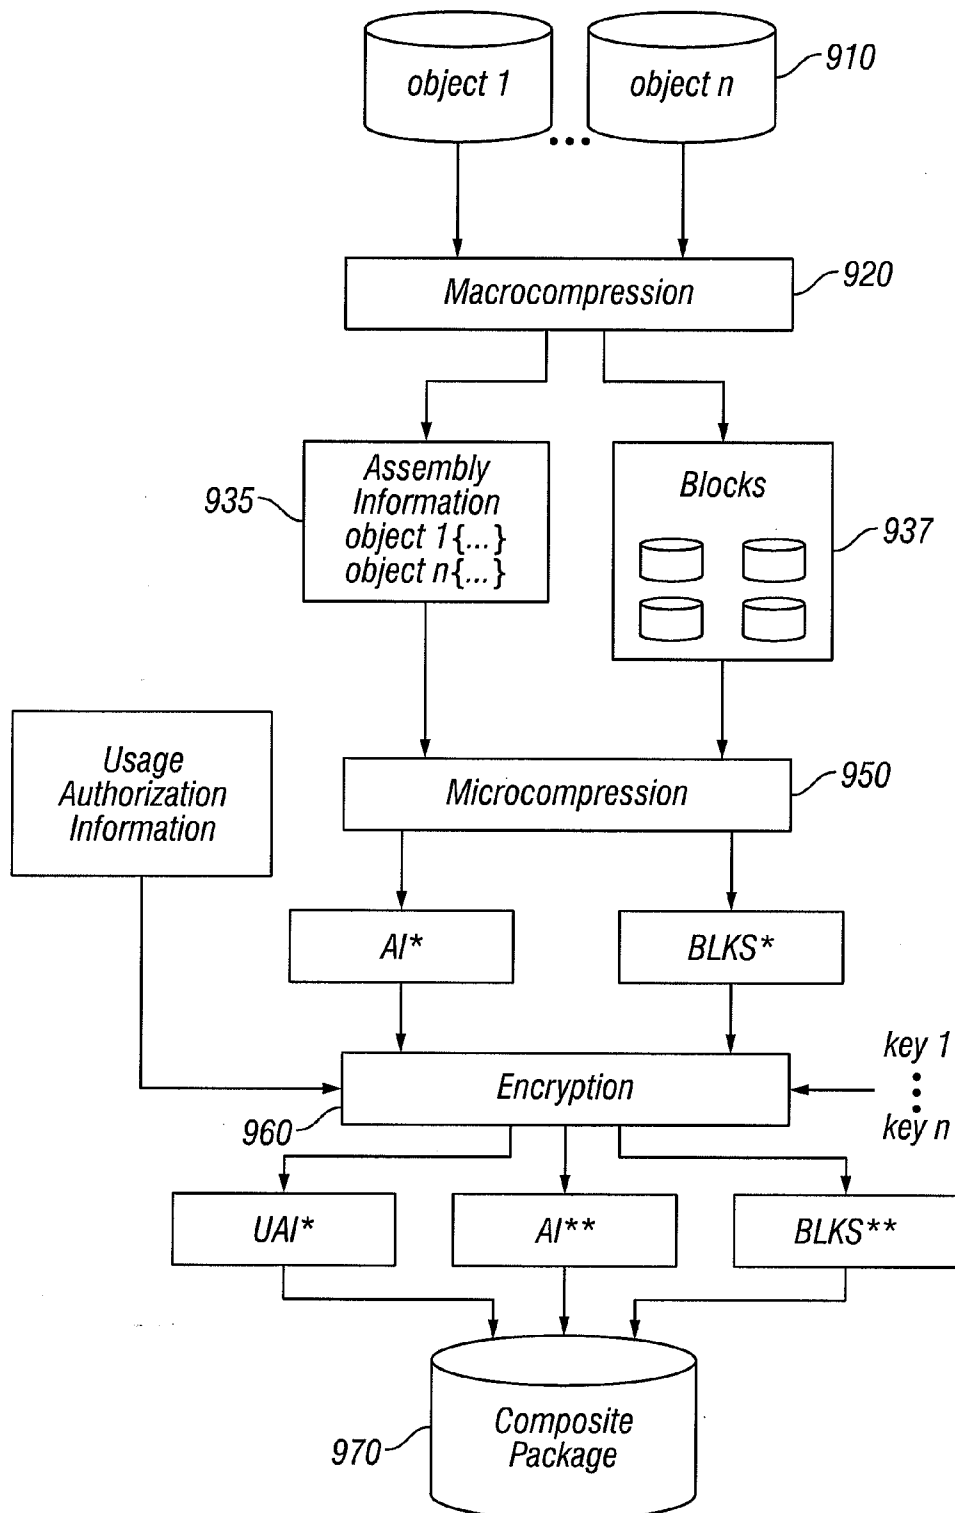 object 1
object n
910
Macrocompression
920
Assembly
Information
object 1{...}
object n{...}
935
Blocks
937
Usage
Authorization
Information
Microcompression
950
AI*
BLKS*
Encryption
960
key 1
key n
UAI*
AI**
BLKS**
Composite
Package
970